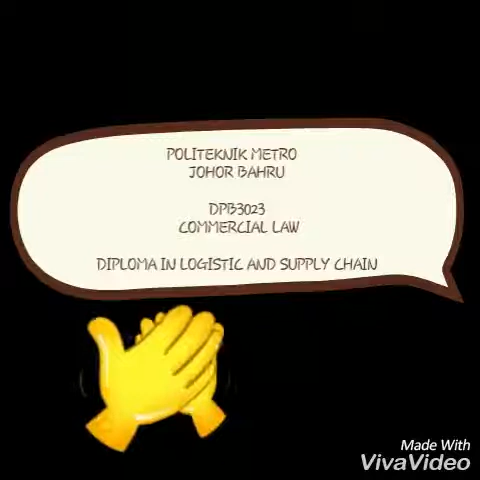 POLITEKNIK METRO
JOHOR BAHRU
DPB3023
COMMERCIAL LAW
DIPLOMA IN LOGISTIC AND SUPPLY CHAIN
Made With
VivaVideo